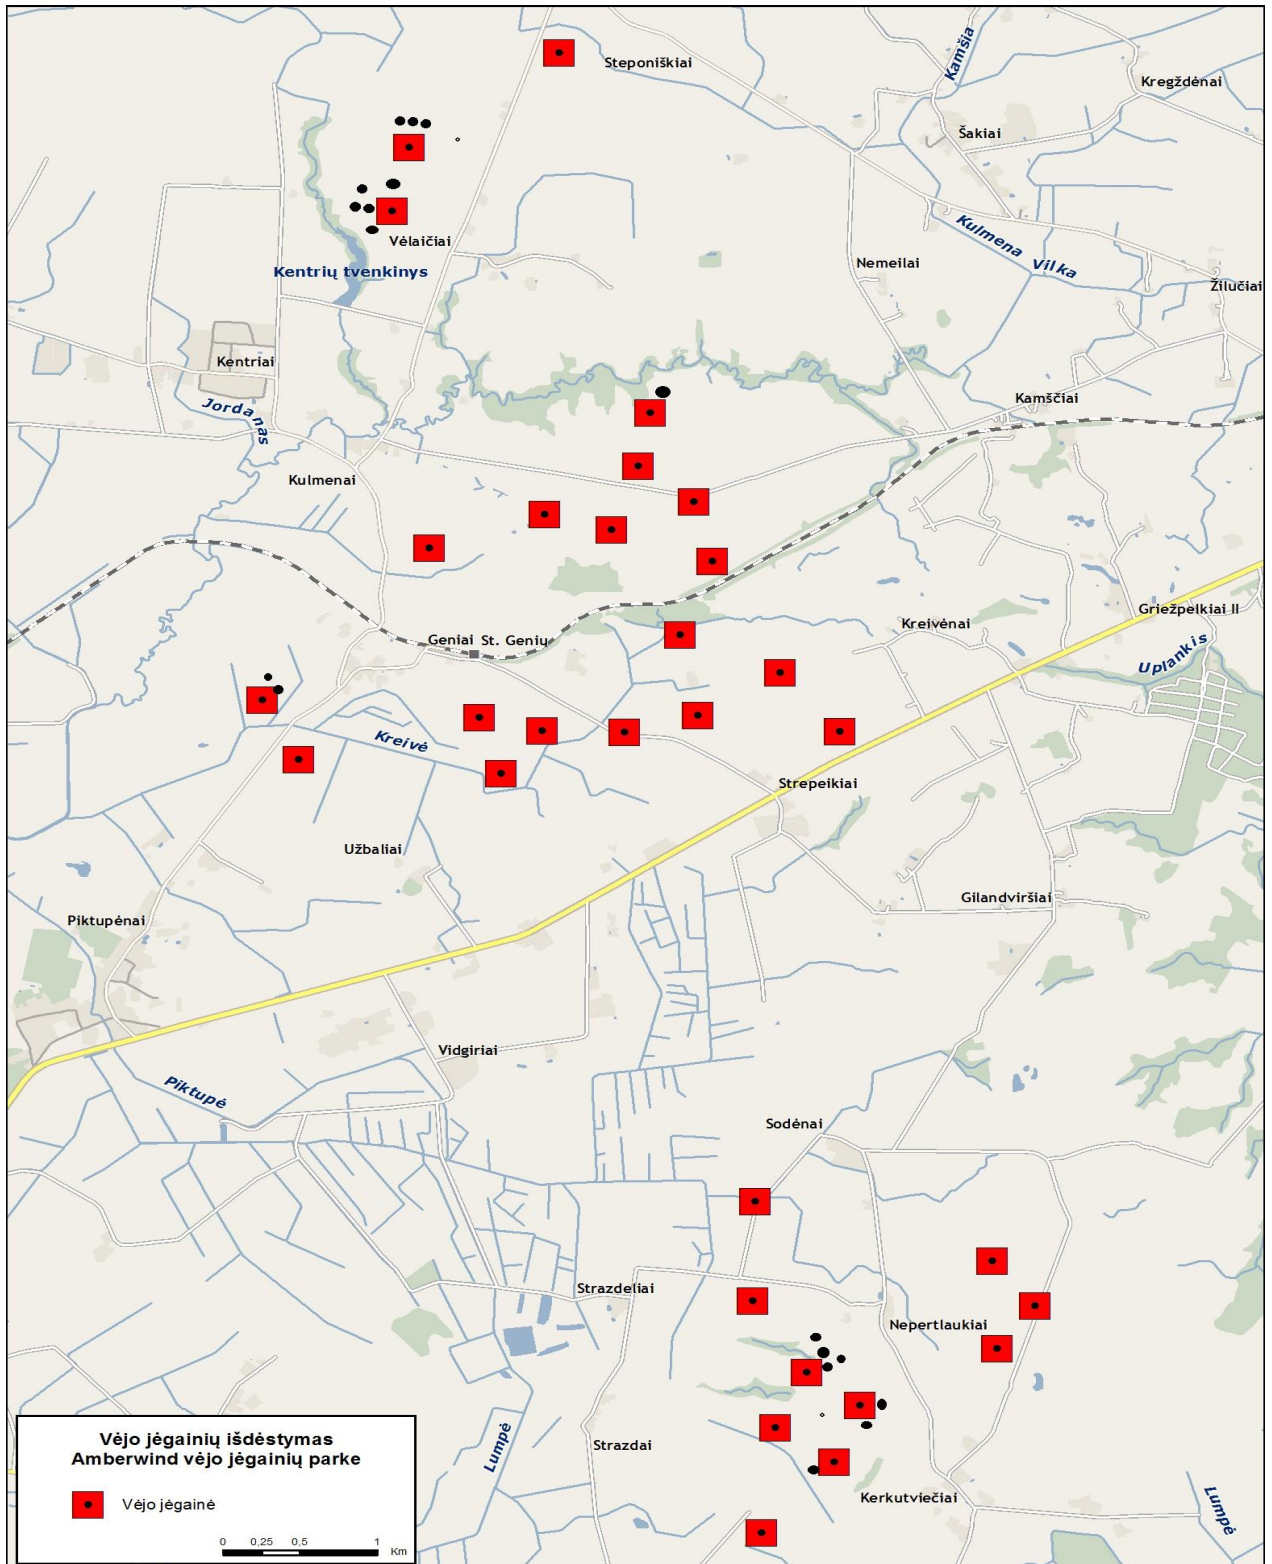 Steponiškiai
Kamšia
Kregždėnai
Šakiai
Kulmena Vilka
Vėlaičiai
Kentrių tvenkinys
Nemeilai
Žilučiai
Kentriai
Jordanas
Kamščiai
Kulmenai
Griežpelkiai II
Kreivėnai
Geniai St. Genių
Uplankis
Kreivė
Strepeikiai
Užbaliai
Gilandviršiai
Piktupėnai
Vidgiriai
Piktupė
Sodėnai
Strazdeliai
Nepertlaukiai
Lumpė
Strazdai
Kerkutviečiai
Lumpė
Vėjo jėgainių išdėstymas
Amberwind vėjo jėgainių parke
Vėjo jėgainė
0 0,25 0,5 1
Km